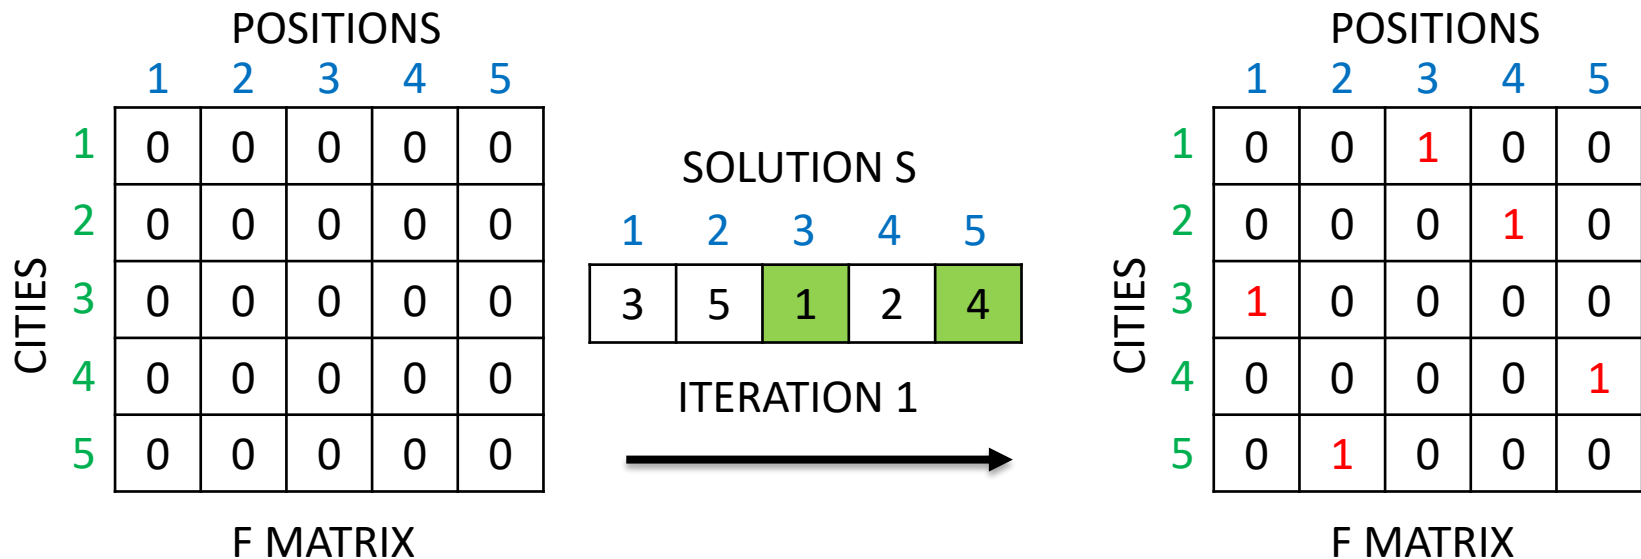 POSITIONS
1 2 3 4 5
CITIES
1 0 0 0 0 0
2 0 0 0 0 0
3 0 0 0 0 0
4 0 0 0 0 0
5 0 0 0 0 0
F MATRIX
SOLUTION S
1 2 3 4 5
3 5 1 2 4
ITERATION 1
POSITIONS
1 2 3 4 5
CITIES
1 0 0 1 0 0
2 0 0 0 1 0
3 1 0 0 0 0
4 0 0 0 0 1
5 0 1 0 0 0
F MATRIX